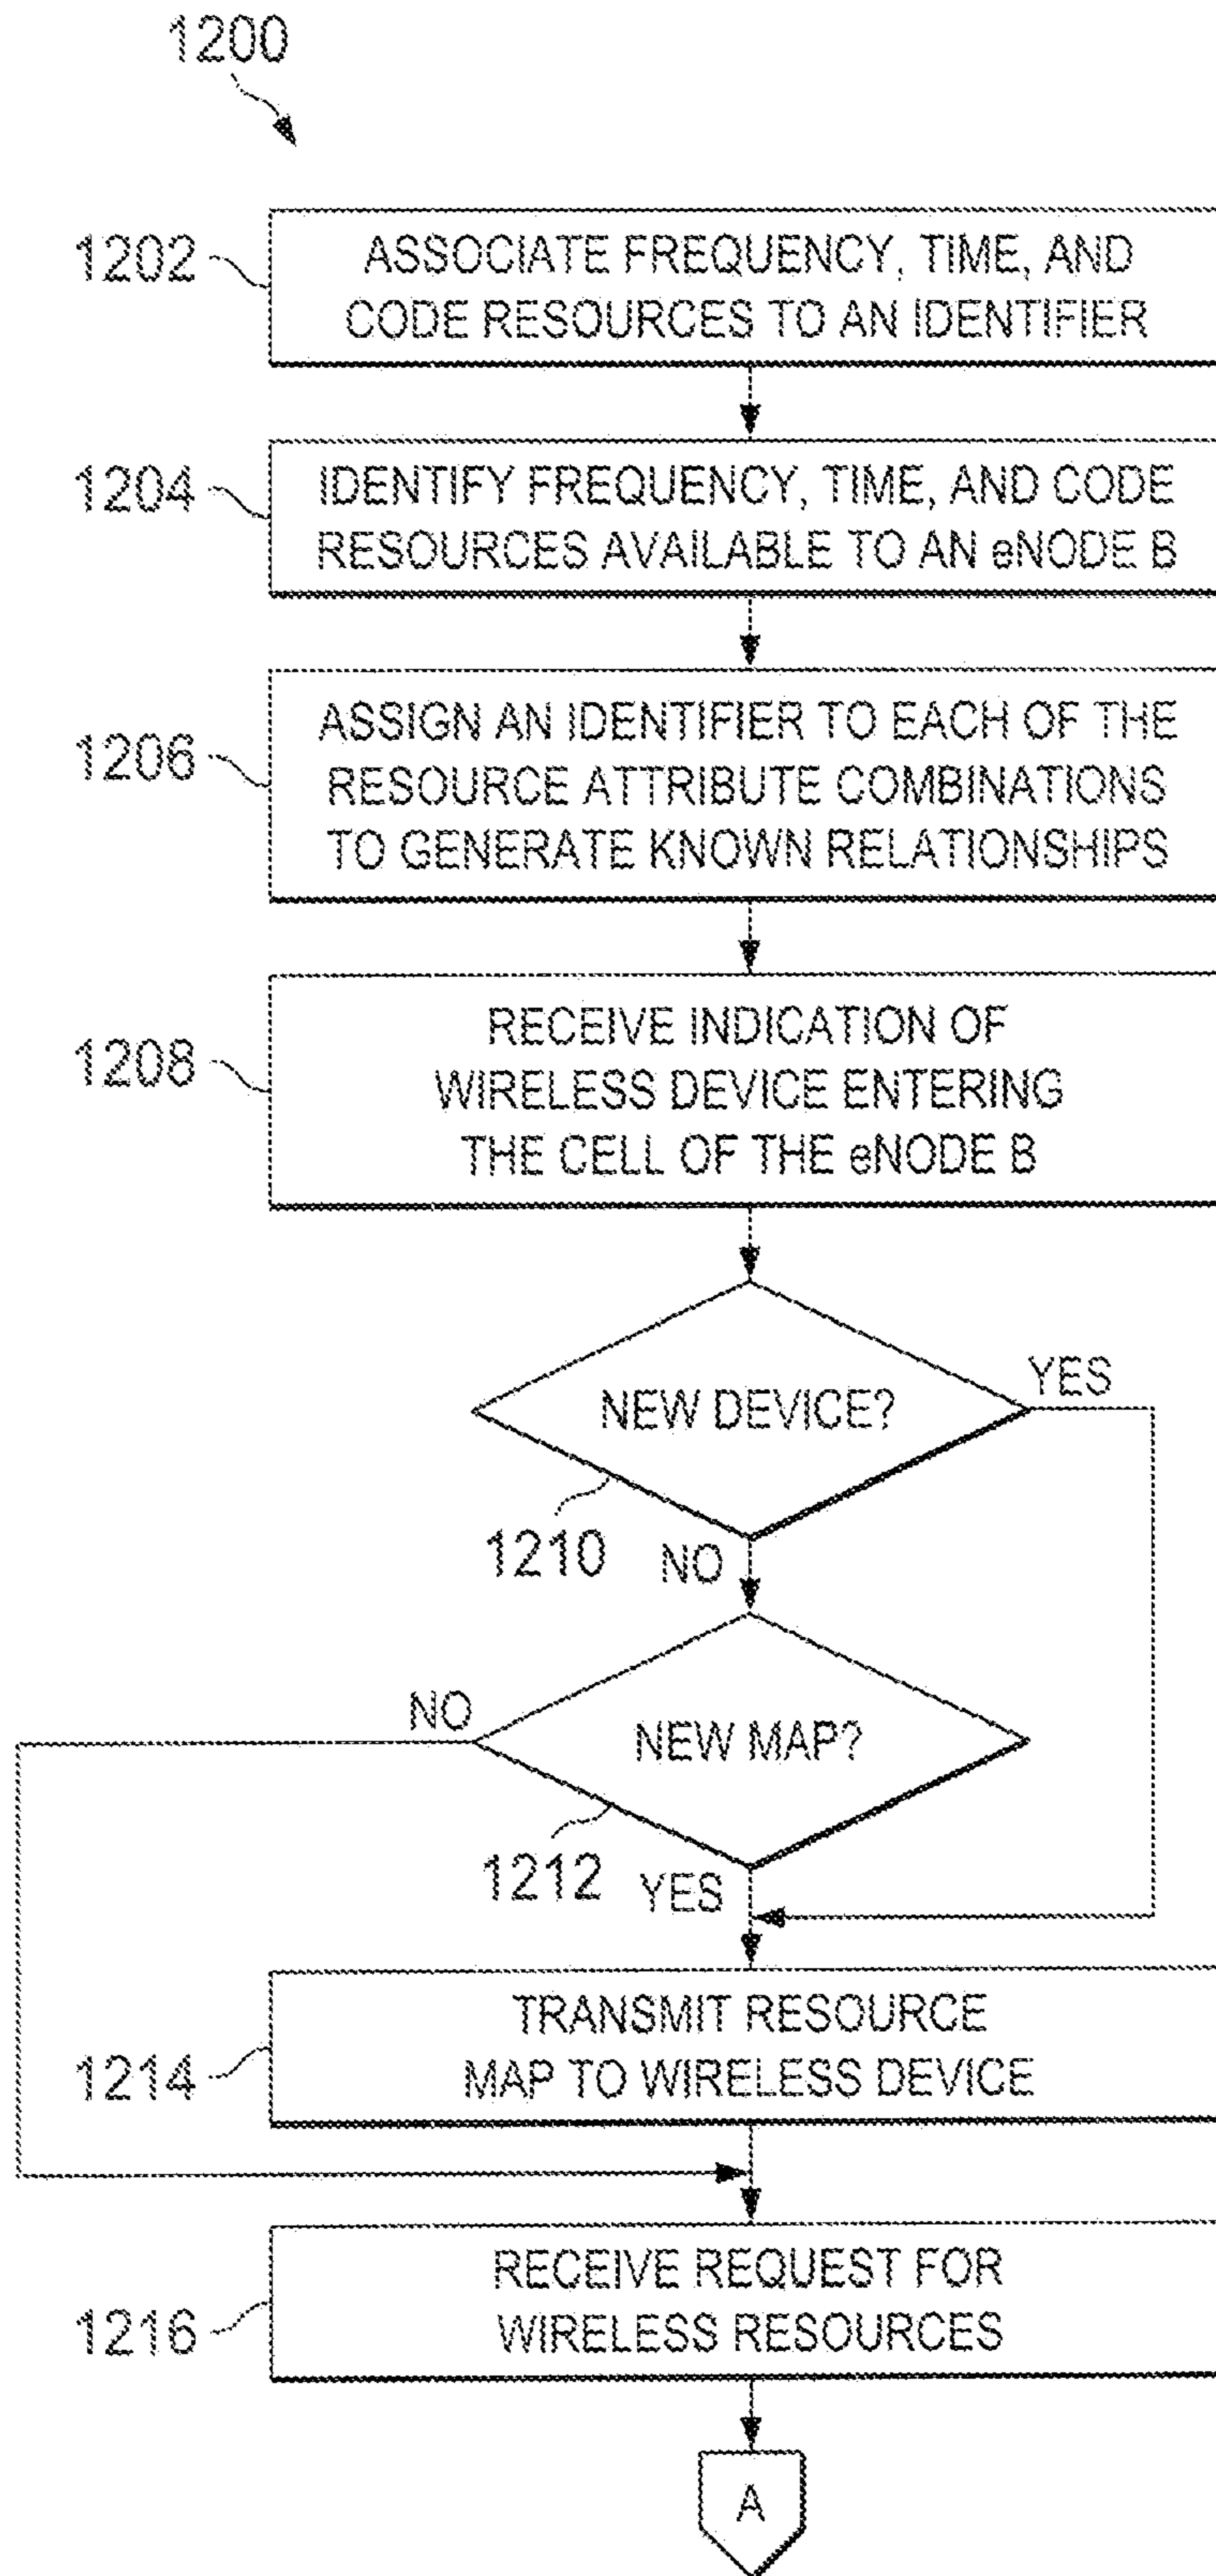 1200
1202
ASSOCIATE FREQUENCY, TIME, AND
CODE RESOURCES TO AN IDENTIFIER
1204
IDENTIFY FREQUENCY, TIME, AND CODE
RESOURCES AVAILABLE TO AN eNODE B
1206
ASSIGN AN IDENTIFIER TO EACH OF THE
RESOURCE ATTRIBUTE COMBINATIONS
TO GENERATE KNOWN RELATIONSHIPS
1208
RECEIVE INDICATION OF
WIRELESS DEVICE ENTERING
THE CELL OF THE eNODE B
NEW DEVICE?
YES
1210
NO
NEW MAP?
NO
1212
YES
1214
TRANSMIT RESOURCE
MAP TO WIRELESS DEVICE
1216
RECEIVE REQUEST FOR
WIRELESS RESOURCES
A